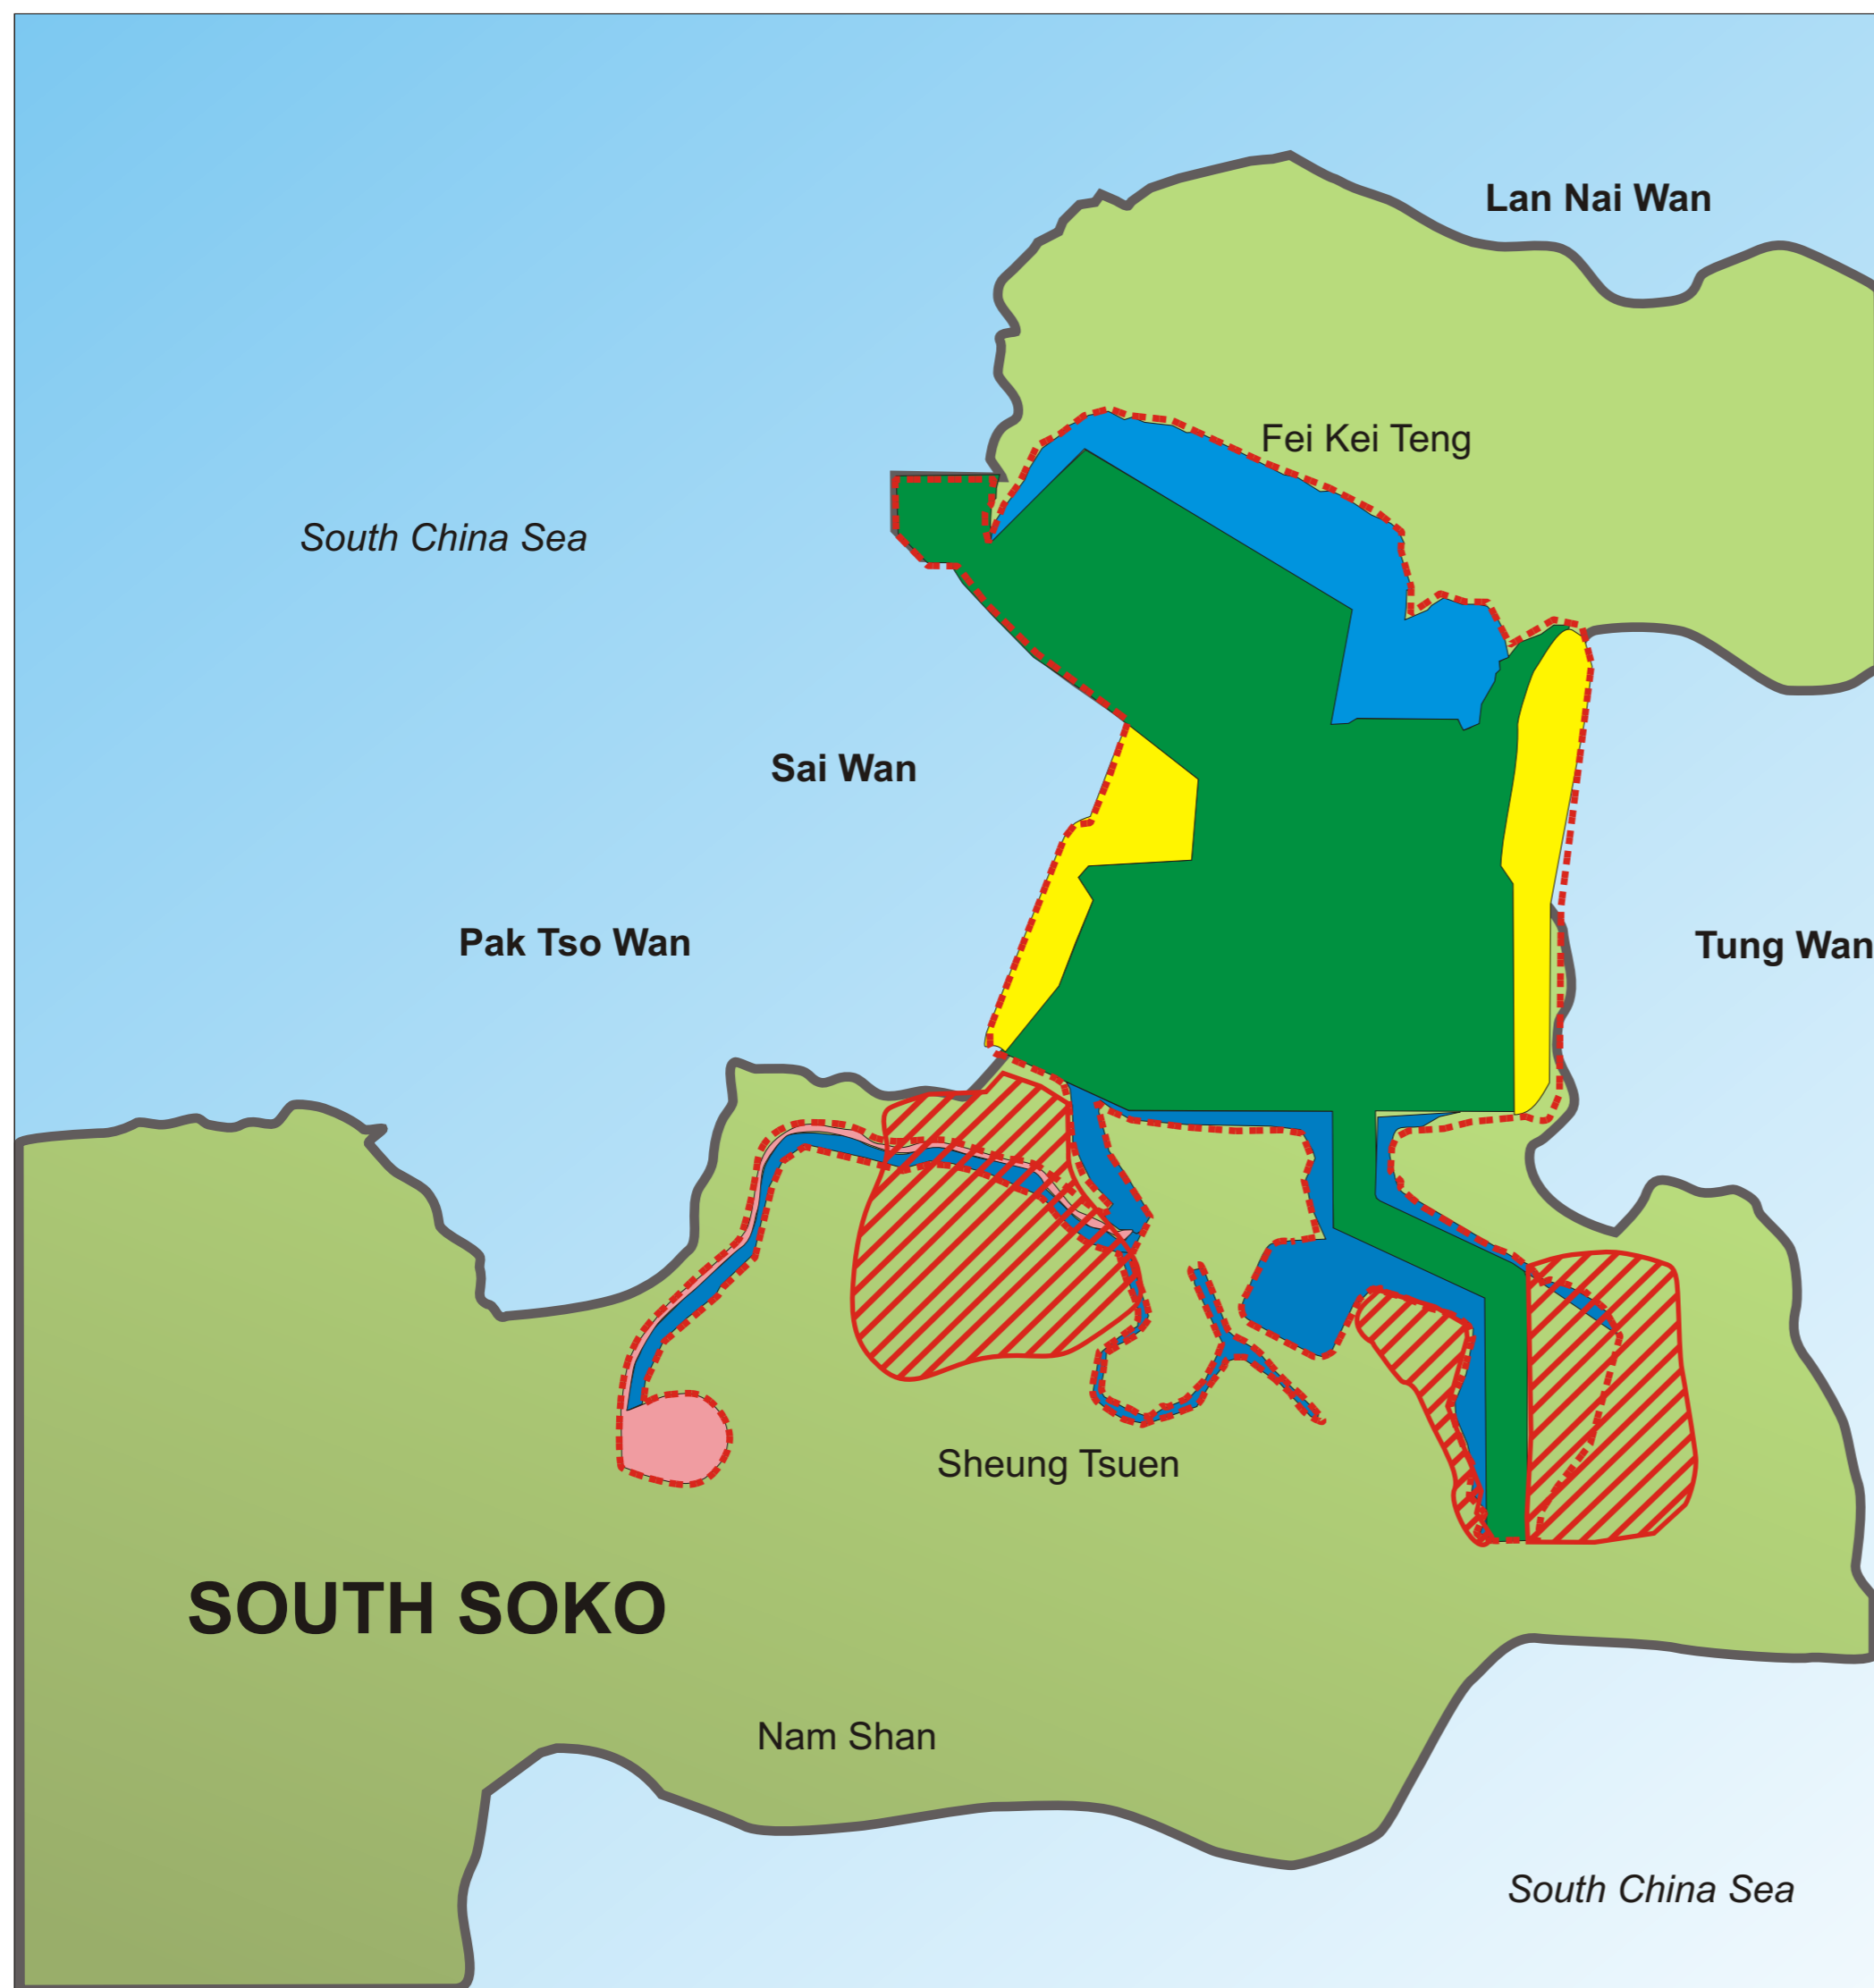 Lan Nai Wan
Fei Kei Teng
South China Sea
Sai Wan
Pak Tso Wan
Tung Wan
Sheung Tsuen
SOUTH SOKO
Nam Shan
South China Sea